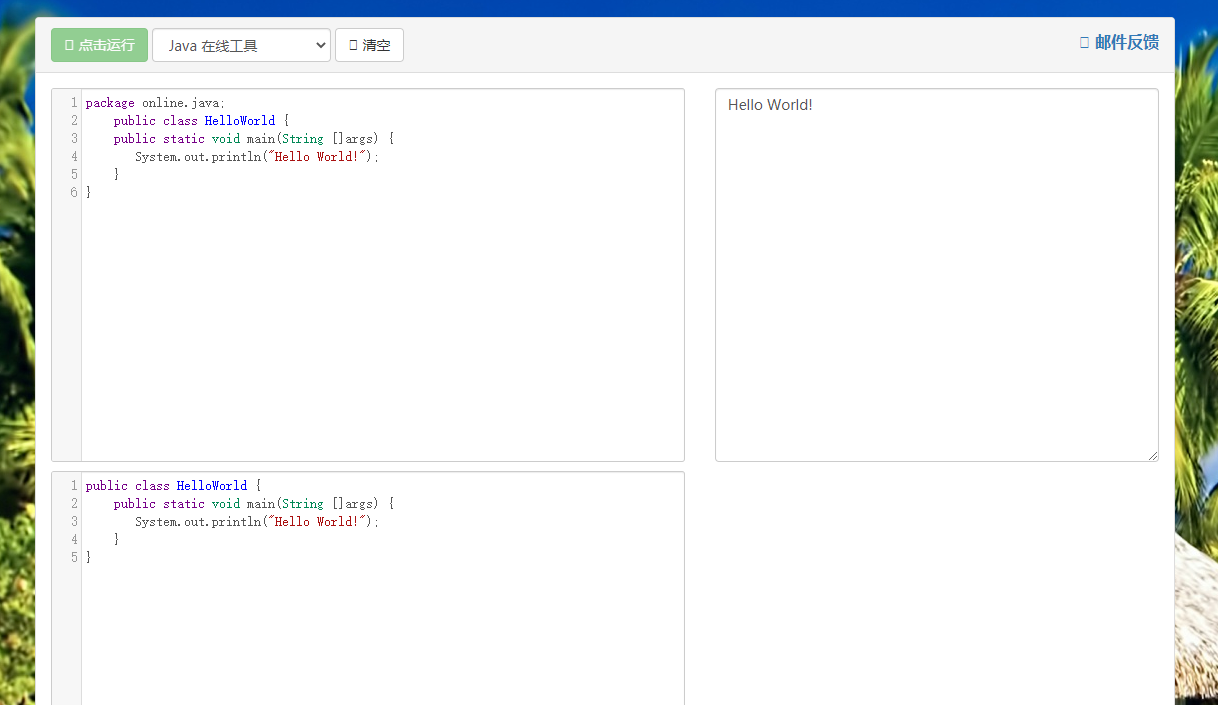 点击运行
Java 在线工具
清空
邮件反馈
1 package online.java;
2 public class HelloWorld {
3 public static void main(String []args) {
4 System.out.println("Hello World!");
5 }
6 }
Hello World!
1 public class HelloWorld {
2 public static void main(String []args) {
3 System.out.println("Hello World!");
4 }
5 }